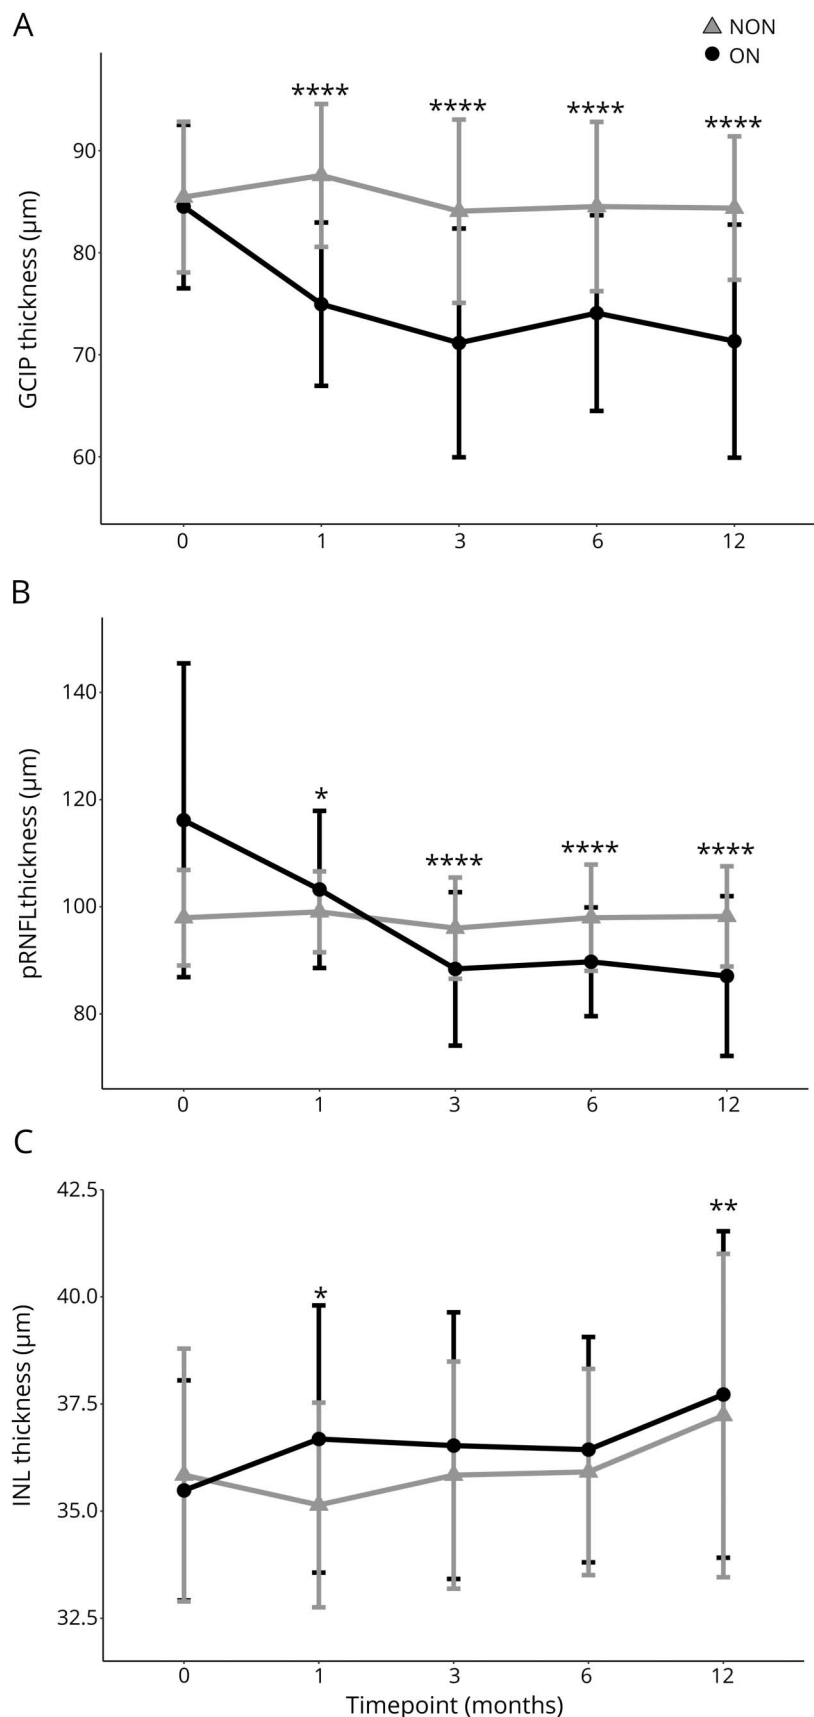 A
NON
ON
****
****
****
****
90
80
70
60
GCIP thickness (µm)
0 1 3 6 12
B
140
120
100
80
pRNFLthickness (µm)
*
****
****
****
0 1 3 6 12
C
42.5
40.0
37.5
35.0
32.5
INL thickness (µm)
*
**
0 1 3 6 12
Timepoint (months)